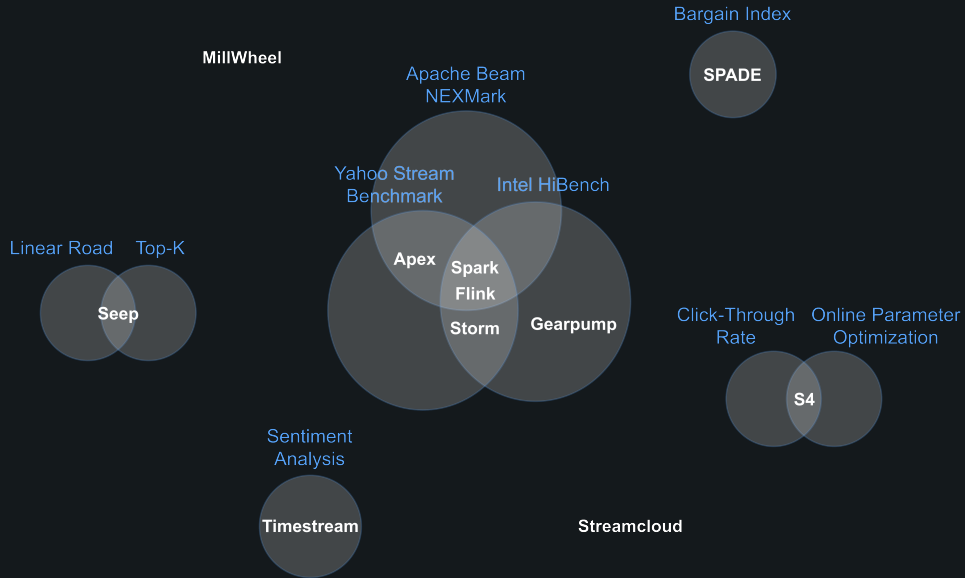 Bargain Index
MillWheel
SPADE
Apache Beam
NEXMark
Yahoo Stream
Benchmark
Intel HiBench
Linear Road
Top-K
Apex
Spark
Flink
Storm
Gearpump
Seep
Click-Through
Rate
Online Parameter
Optimization
S4
Sentiment
Analysis
Timestream
Streamcloud